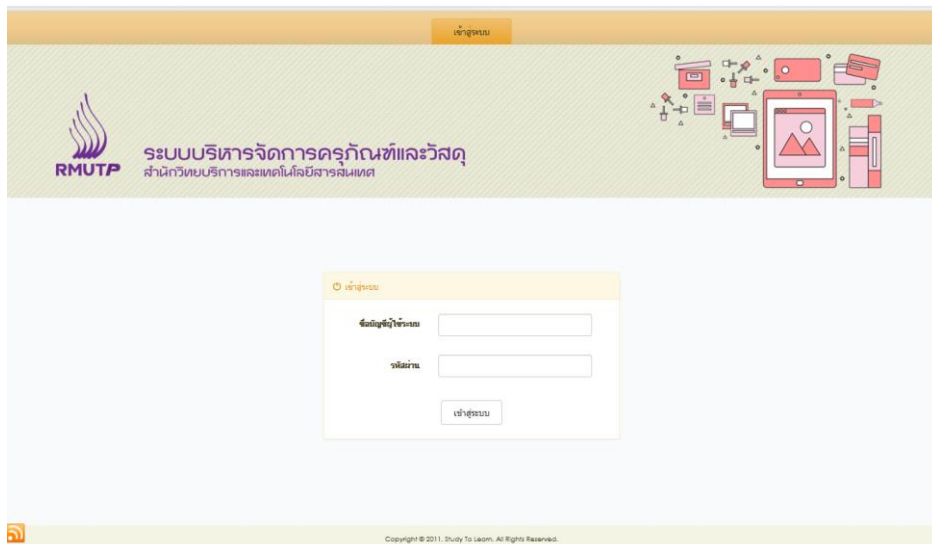 เข้าสู่ระบบ
RMUTP
ระบบบริหารจัดการครุภัณฑ์และวัสดุ
สำนักวิทยบริการและเทคโนโลยีสารสนเทศ
เข้าสู่ระบบ
ชื่อบัญชีผู้ใช้ระบบ
รหัสผ่าน
เข้าสู่ระบบ
Copyright © 2011. Study To Learn. All Rights Reserved.